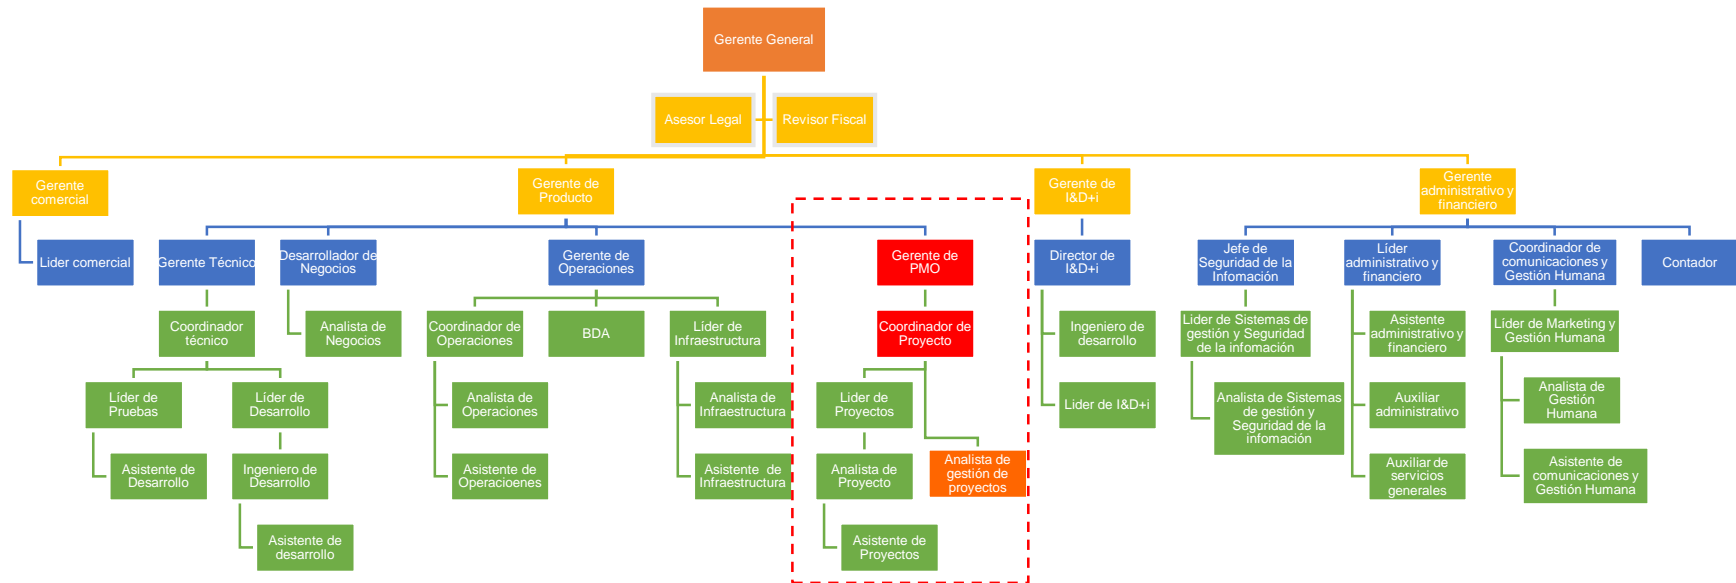 Gerente General
Asesor Legal
Revisor Fiscal
Gerente
comercial
Gerente de
Producto
Gerente de
I&D+i
Gerente
administrativo y
financiero
Lider comercial
Gerente Técnico
Desarrollador de
Negocios
Gerente de
Operaciones
Gerente de
PMO
Director de
I&D+i
Jefe de
Seguridad de la
Infomación
Líder
administrativo y
financiero
Coordinador de
comunicaciones y
Gestión Humana
Contador
Coordinador
técnico
Analista de
Negocios
Coordinador de
Operaciones
BDA
Líder de
Infraestructura
Coordinador de
Proyecto
Ingeniero de
desarrollo
Lider de Sistemas de
gestión y Seguridad
de la infomación
Asistente
administrativo y
financiero
Líder de Marketing y
Gestión Humana
Líder de
Pruebas
Líder de
Desarrollo
Analista de
Operaciones
Analista de
Infraestructura
Lider de
Proyectos
Lider de I&D+i
Analista de Sistemas
de gestión y
Seguridad de la
infomación
Auxiliar
administrativo
Analista de
Gestión
Humana
Asistente de
Desarrollo
Ingeniero de
Desarrollo
Asistente de
Operacioenes
Asistente  de
Infraestructura
Analista de
Proyecto
Analista de
gestión de
proyectos
Auxiliar de
servicios
generales
Asistente de
comunicaciones y
Gestión Humana
Asistente de
desarrollo
Asistente de
Proyectos